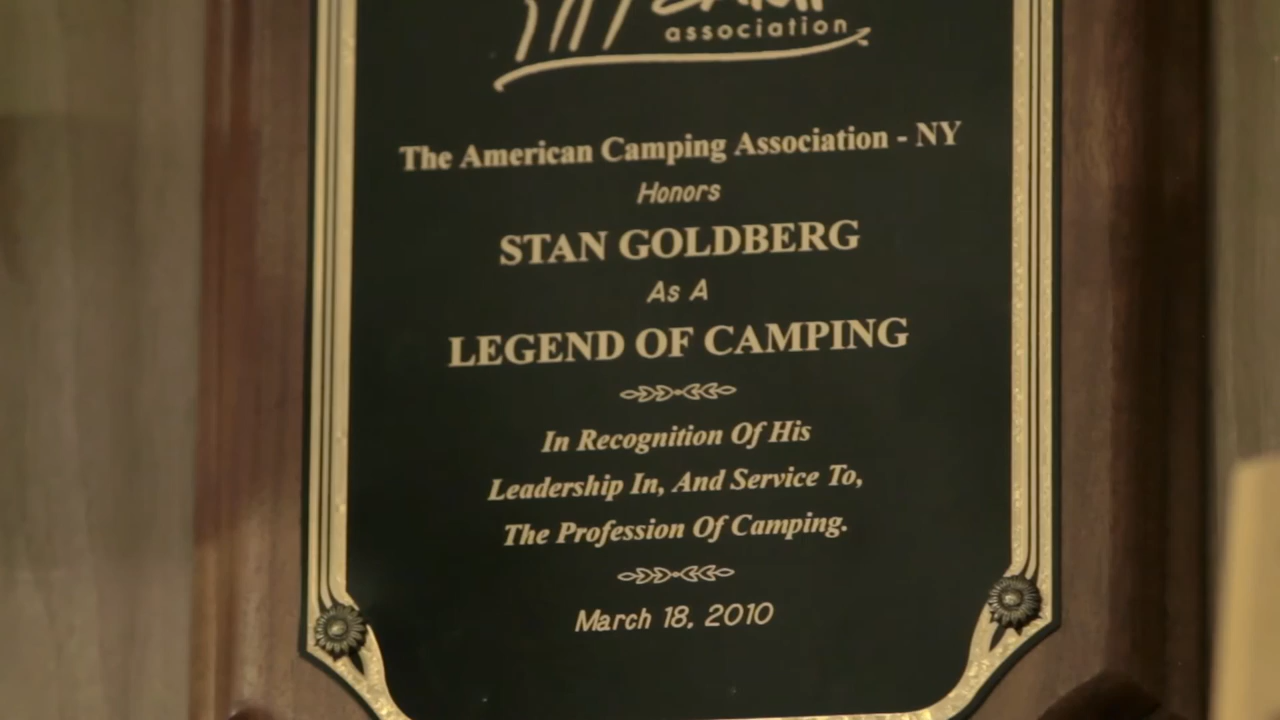 association
The American Camping Association - NY
Honors
STAN GOLDBERG
As A
LEGEND OF CAMPING
In Recognition Of His
Leadership In, And Service To,
The Profession Of Camping.
March 18, 2010